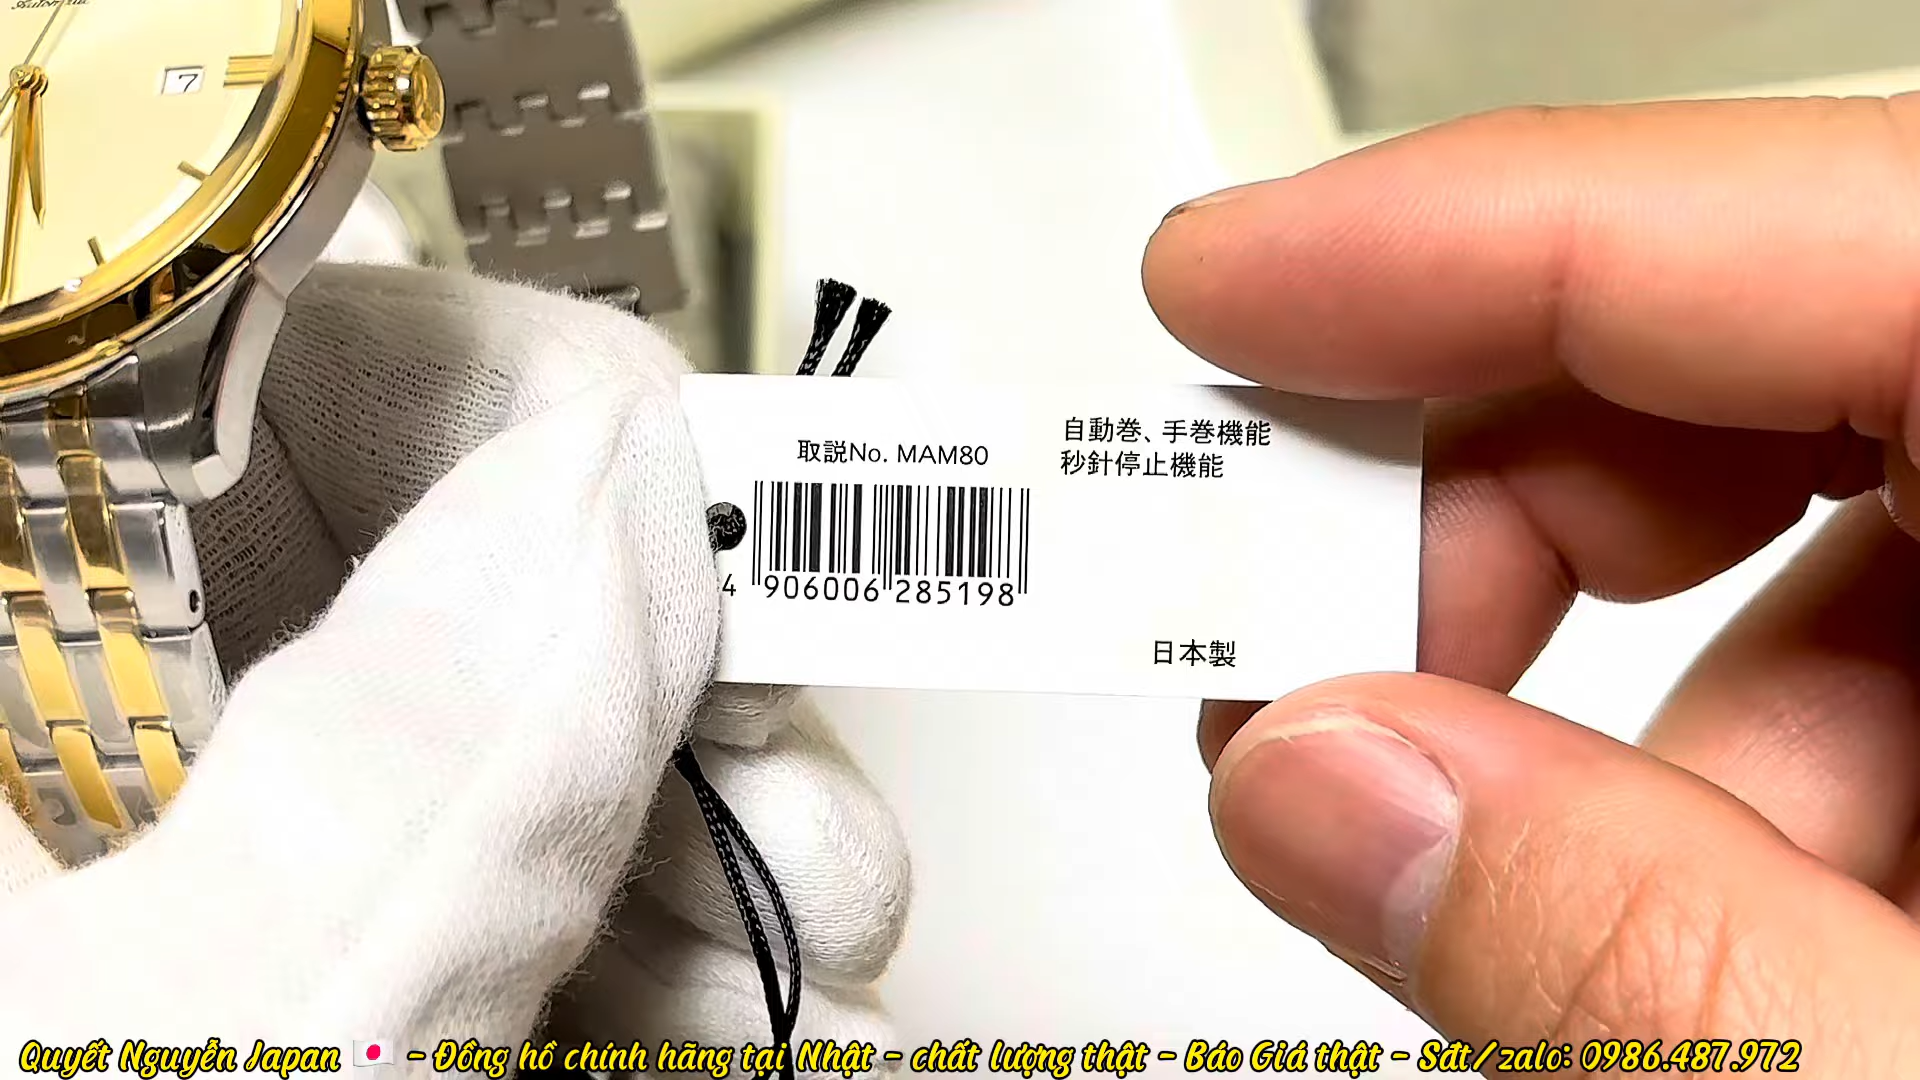 Automatic
7
取説No. MAM80
4 906006 285198
自動巻、手巻機能
秒針停止機能
日本製
Quyết Nguyễn Japan 🇯🇵 - Đồng hồ chính hãng tại Nhật - chất lượng thật - Báo Giá thật - Sđt/zalo: 0986.487.972